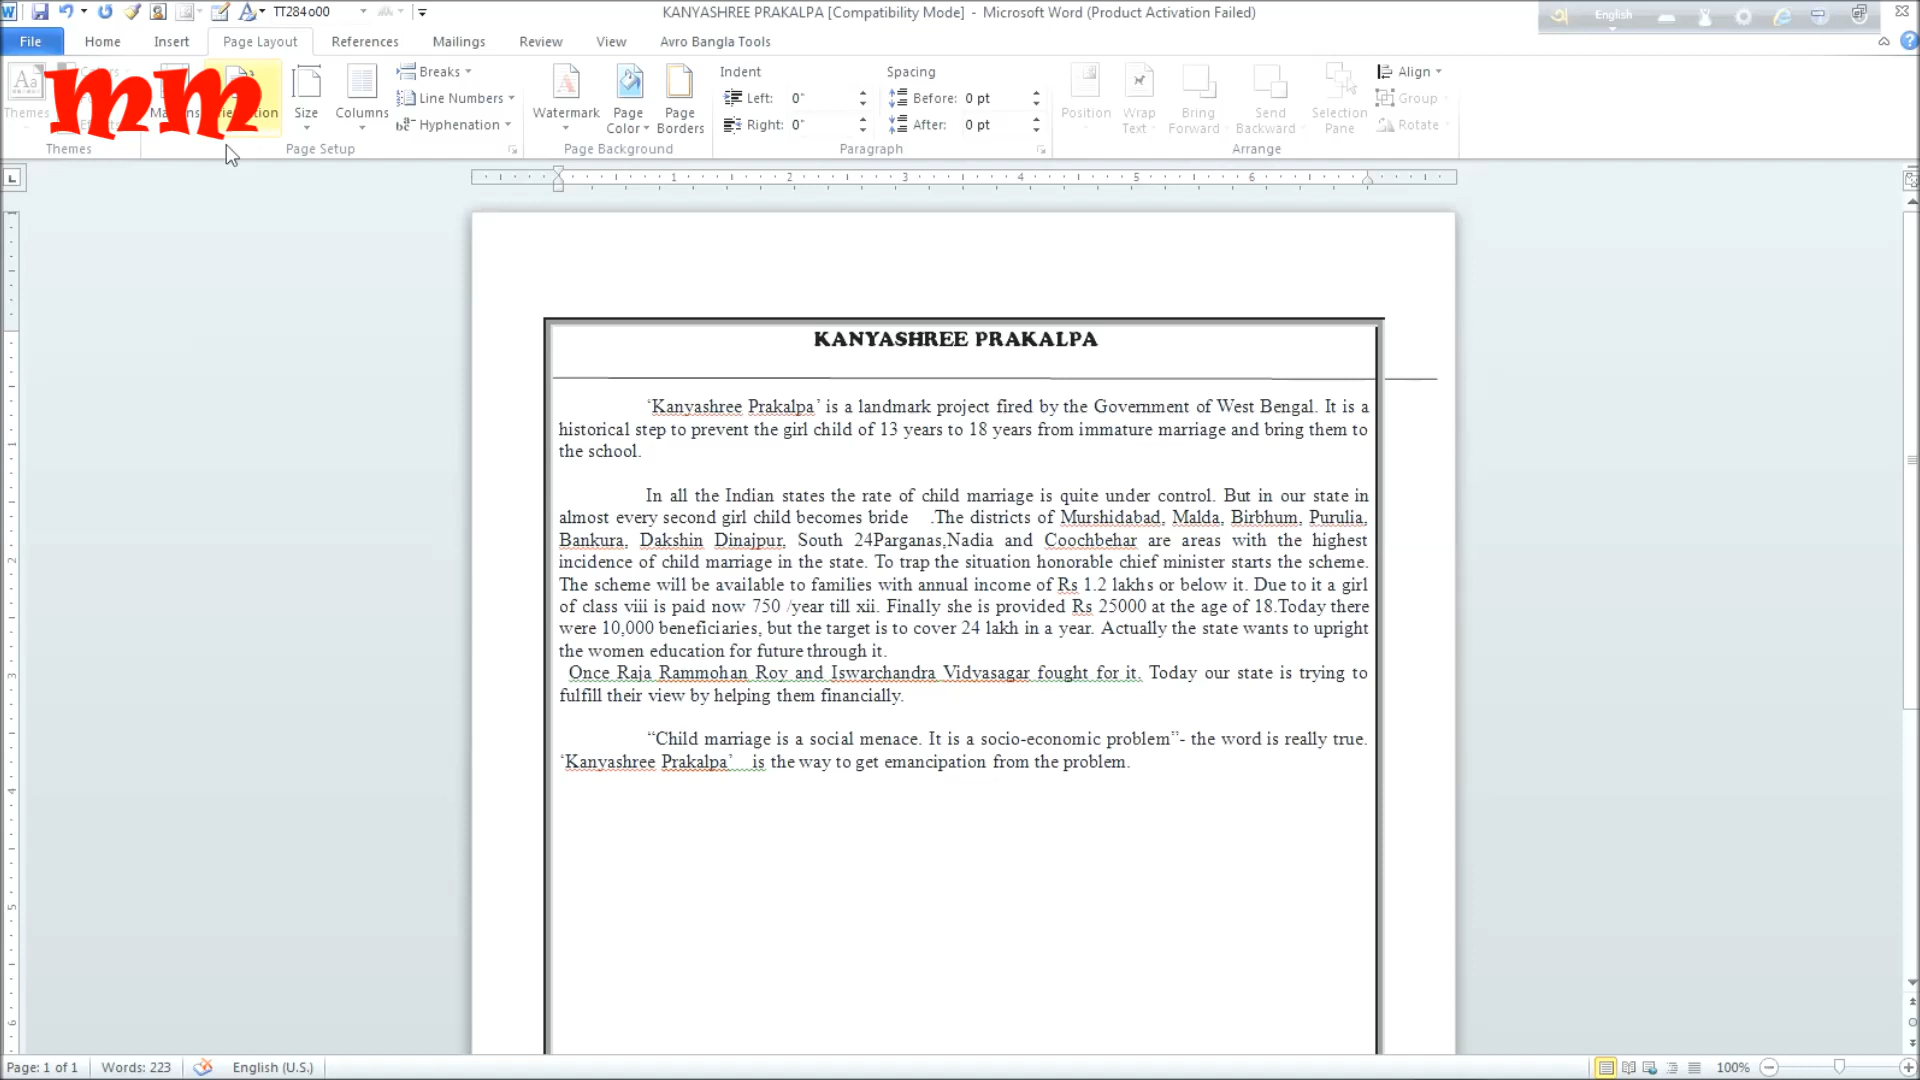 TT284o00
KANYASHREE PRAKALPA [Compatibility Mode] - Microsoft Word (Product Activation Failed)
English
File Home Insert Page Layout References Mailings Review View Avro Bangla Tools
mm
Themes
Size
Columns
Breaks
Line Numbers
Hyphenation
Watermark
Page Color
Page Borders
Indent
Left: 0"
Right: 0"
Spacing
Before: 0 pt
After: 0 pt
Position
Wrap Text
Bring Forward
Send Backward
Selection Pane
Align
Group
Rotate
Themes Page Setup Page Background Paragraph Arrange
1 2 3 4 5 6
KANYASHREE PRAKALPA
‘Kanyashree Prakalpa’ is a landmark project fired by the Government of West Bengal. It is a
historical step to prevent the girl child of 13 years to 18 years from immature marriage and bring them to
the school.
In all the Indian states the rate of child marriage is quite under control. But in our state in
almost every second girl child becomes bride .The districts of Murshidabad, Malda, Birbhum, Purulia,
Bankura, Dakshin Dinajpur, South 24Parganas,Nadia and Coochbehar are areas with the highest
incidence of child marriage in the state. To trap the situation honorable chief minister starts the scheme.
The scheme will be available to families with annual income of Rs 1.2 lakhs or below it. Due to it a girl
of class viii is paid now 750 /year till xii. Finally she is provided Rs 25000 at the age of 18.Today there
were 10,000 beneficiaries, but the target is to cover 24 lakh in a year. Actually the state wants to upright
the women education for future through it.
Once Raja Rammohan Roy and Iswarchandra Vidyasagar fought for it. Today our state is trying to
fulfill their view by helping them financially.
“Child marriage is a social menace. It is a socio-economic problem”- the word is really true.
‘Kanyashree Prakalpa’ is the way to get emancipation from the problem.
1
2
3
4
5
6
Page: 1 of 1 Words: 223 English (U.S.) 100%